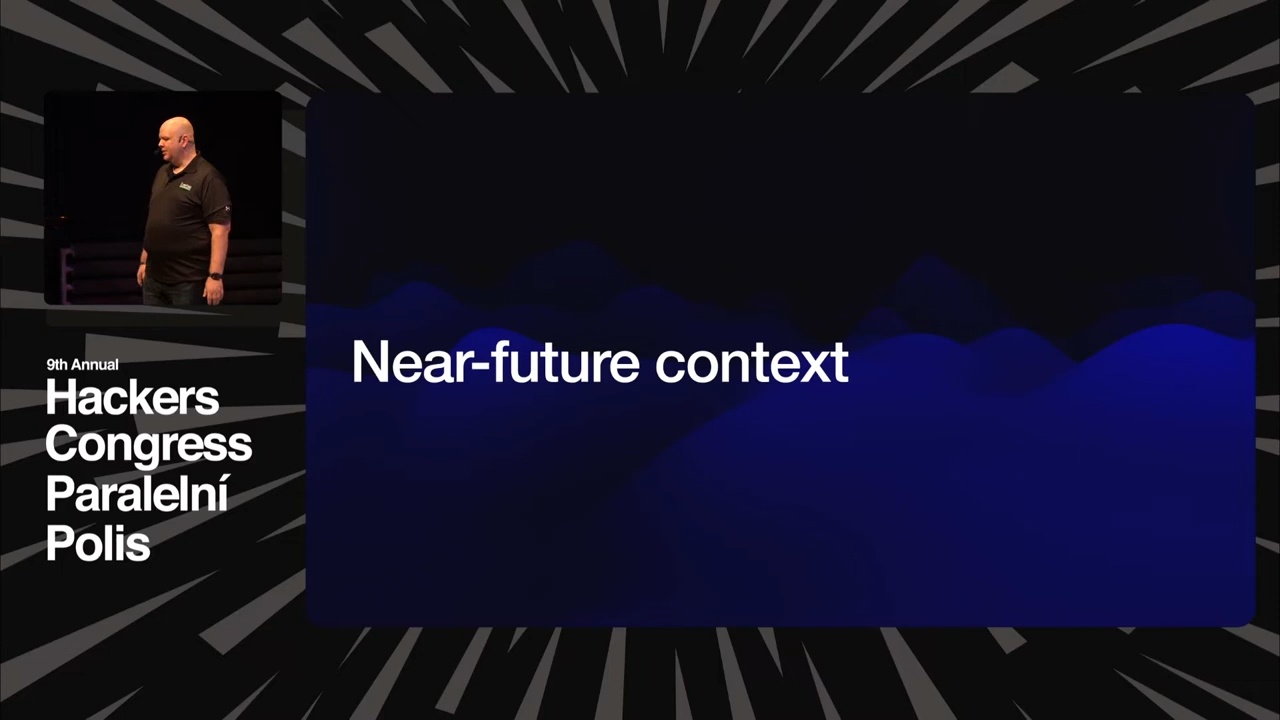 9th Annual
Hackers
Congress
Paralelní
Polis
Near-future context